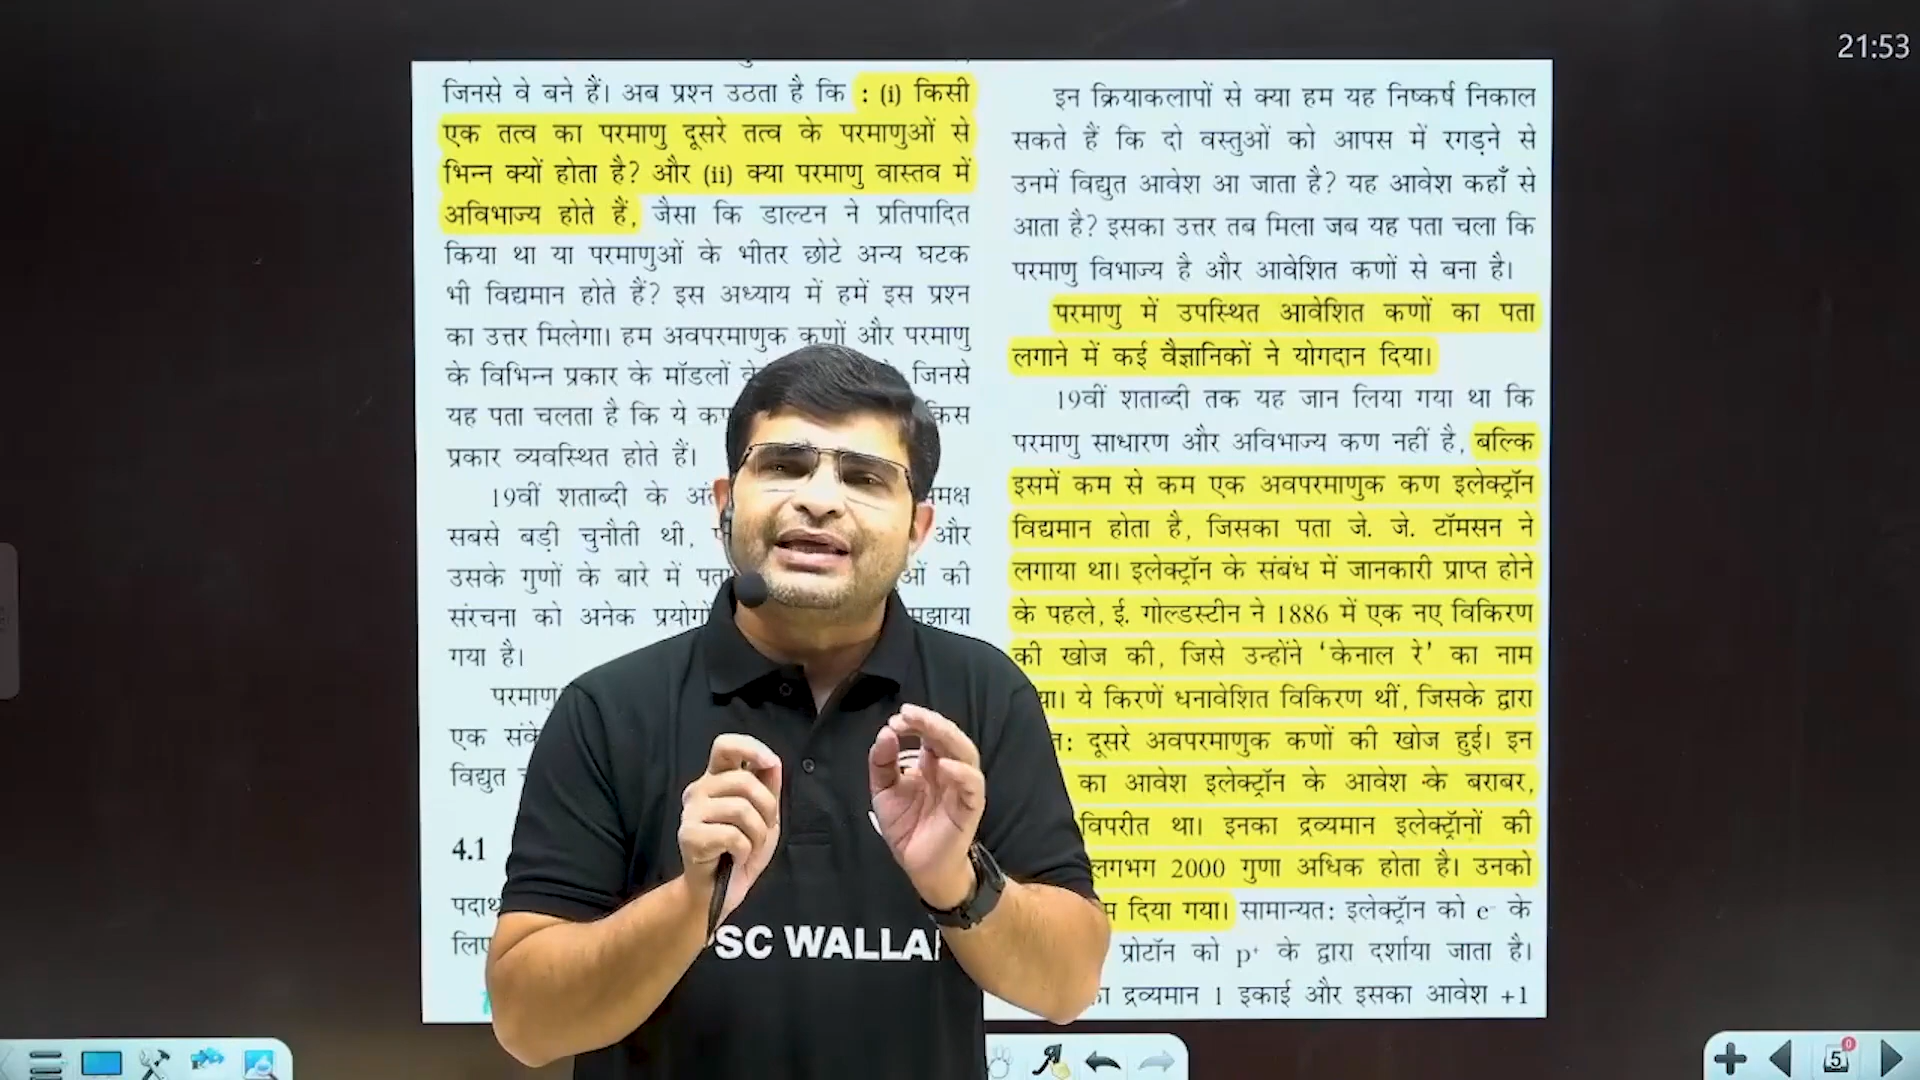 जिनसे वे बने हैं। अब प्रश्न उठता है कि : (i) किसी
एक तत्व का परमाणु दूसरे तत्व के परमाणुओं से
भिन्न क्यों होता है? और (ii) क्या परमाणु वास्तव में
अविभाज्य होते हैं, जैसा कि डाल्टन ने प्रतिपादित
किया था या परमाणुओं के भीतर छोटे अन्य घटक
भी विद्यमान होते हैं? इस अध्याय में हमें इस प्रश्न
का उत्तर मिलेगा। हम अवपरमाणुक कणों और परमाणु
के विभिन्न प्रकार के मॉडलों जिनसे
यह पता चलता है कि ये किस
प्रकार व्यवस्थित होते हैं।
19वीं शताब्दी के
सबसे बड़ी चुनौती थी, और
उसके गुणों के बारे में की
संरचना को अनेक
गया है।
एक
विद्युत
4.1
इन क्रियाकलापों से क्या हम यह निष्कर्ष निकाल
सकते हैं कि दो वस्तुओं को आपस में रगड़ने से
उनमें विद्युत आवेश आ जाता है? यह आवेश कहाँ से
आता है? इसका उत्तर तब मिला जब यह पता चला कि
परमाणु विभाज्य है और आवेशित कणों से बना है।
परमाणु में उपस्थित आवेशित कणों का पता
लगाने में कई वैज्ञानिकों ने योगदान दिया।
19वीं शताब्दी तक यह जान लिया गया था कि
परमाणु साधारण और अविभाज्य कण नहीं है, बल्कि
इसमें कम से कम एक अवपरमाणुक कण इलेक्ट्रॉन
विद्यमान होता है, जिसका पता जे. जे. टॉमसन ने
लगाया था। इलेक्ट्रॉन के संबंध में जानकारी प्राप्त होने
के पहले, ई. गोल्डस्टीन ने 1886 में एक नए विकिरण
की खोज की, जिसे उन्होंने ‘केनाल रे’ का नाम
ये किरणें धनावेशित विकिरण थीं, जिसके द्वारा
दूसरे अवपरमाणुक कणों की खोज हुई। इन
का आवेश इलेक्ट्रॉन के आवेश के बराबर,
विपरीत था। इनका द्रव्यमान इलेक्ट्रॉनों की
लगभग 2000 गुणा अधिक होता है। उनको
दिया गया। सामान्यत: इलेक्ट्रॉन को e⁻ के
प्रोटॉन को p⁺ के द्वारा दर्शाया जाता है।
द्रव्यमान 1 इकाई और इसका आवेश +1
21:53
SC WALLAH
5
0